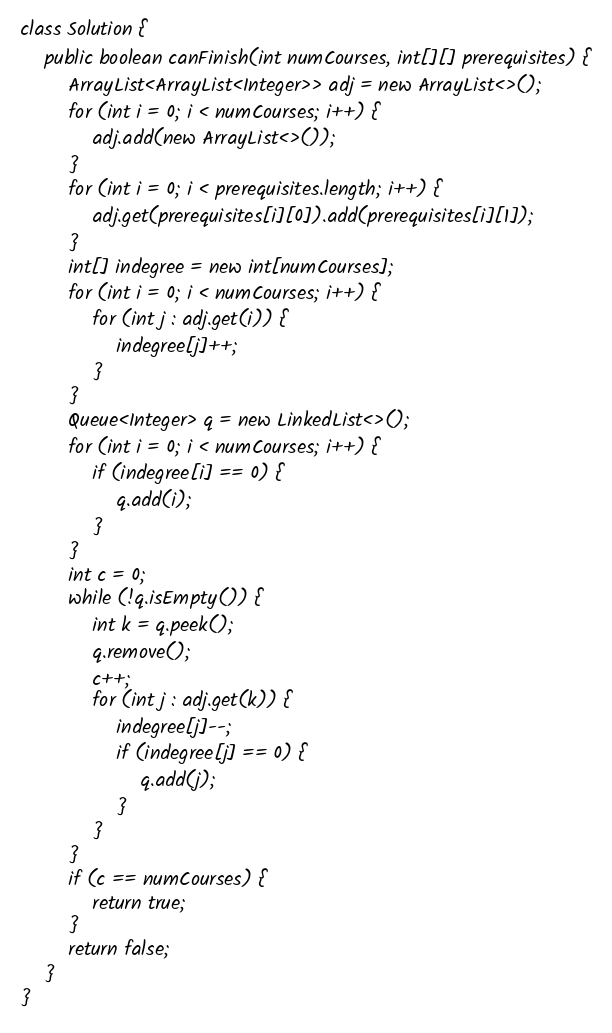 class Solution {
public boolean canFinish(int numCourses, int[][] prerequisites) {
ArrayList<ArrayList<Integer>> adj = new ArrayList<>();
for (int i = 0; i < numCourses; i++) {
adj.add(new ArrayList<>());
}
for (int i = 0; i < prerequisites.length; i++) {
adj.get(prerequisites[i][0]).add(prerequisites[i][1]);
}
int[] indegree = new int[numCourses];
for (int i = 0; i < numCourses; i++) {
for (int j : adj.get(i)) {
indegree[j]++;
}
}
Queue<Integer> q = new LinkedList<>();
for (int i = 0; i < numCourses; i++) {
if (indegree[i] == 0) {
q.add(i);
}
}
int c = 0;
while (!q.isEmpty()) {
int k = q.peek();
q.remove();
c++;
for (int j : adj.get(k)) {
indegree[j]--;
if (indegree[j] == 0) {
q.add(j);
}
}
}
if (c == numCourses) {
return true;
}
return false;
}
}